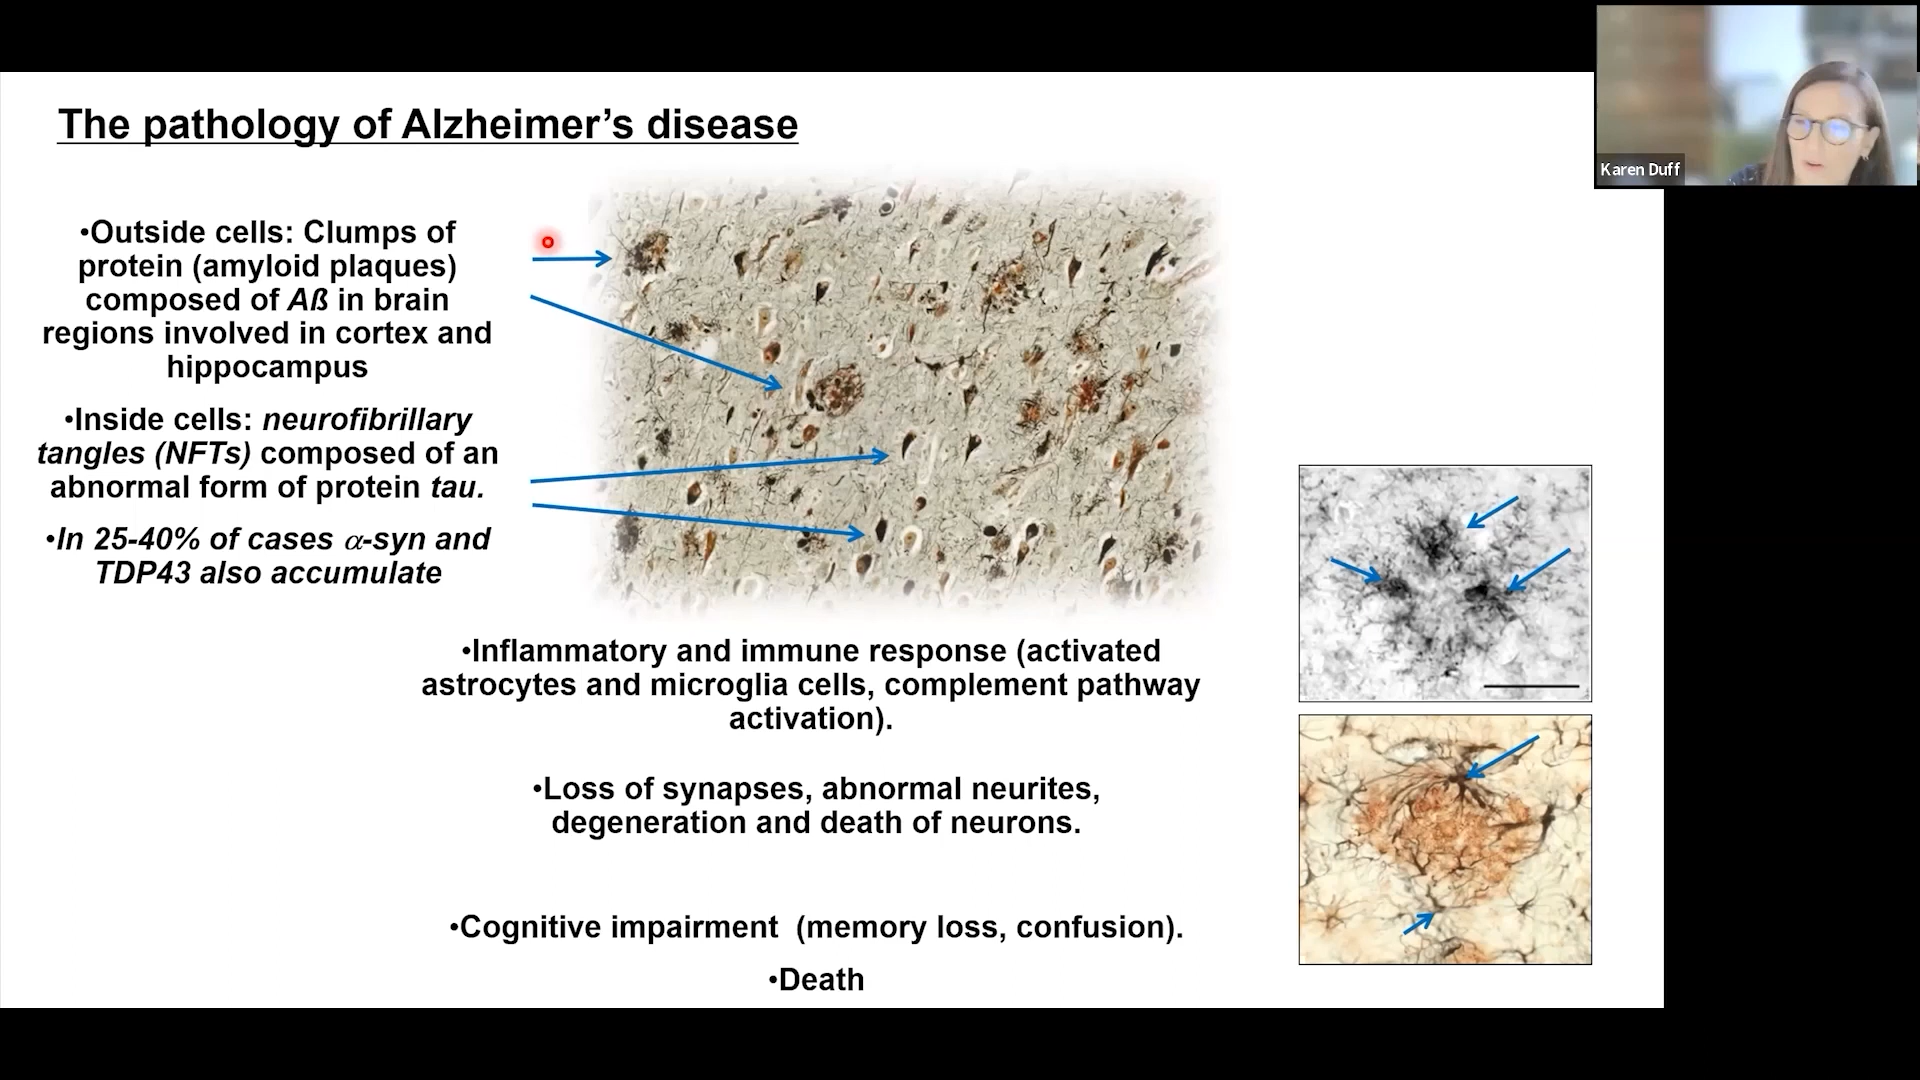 The pathology of Alzheimer’s disease
Karen Duff
•Outside cells: Clumps of
protein (amyloid plaques)
composed of Aß in brain
regions involved in cortex and
hippocampus
•Inside cells: neurofibrillary
tangles (NFTs) composed of an
abnormal form of protein tau.
•In 25-40% of cases α-syn and
TDP43 also accumulate
•Inflammatory and immune response (activated
astrocytes and microglia cells, complement pathway
activation).
•Loss of synapses, abnormal neurites,
degeneration and death of neurons.
•Cognitive impairment  (memory loss, confusion).
•Death